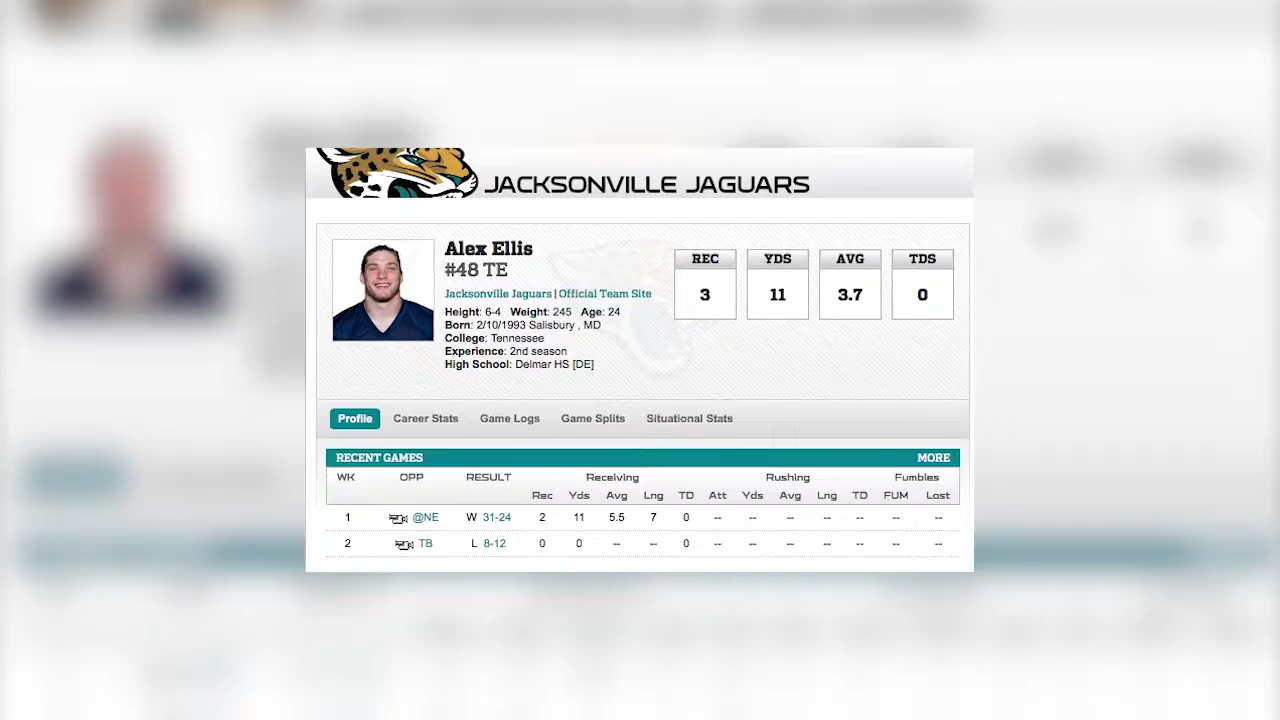 JACKSONVILLE JAGUARS
Alex Ellis
#48 TE
Jacksonville Jaguars | Official Team Site
Height: 6-4 Weight: 245 Age: 24
Born: 2/10/1993 Salisbury , MD
College: Tennessee
Experience: 2nd season
High School: Delmar HS [DE]
REC YDS AVG TDS
3 11 3.7 0
Profile Career Stats Game Logs Game Splits Situational Stats
RECENT GAMES MORE
WK OPP RESULT Receiving Rushing Fumbles
Rec Yds Avg Lng TD Att Yds Avg Lng TD FUM Lost
1 @NE W 31-24 2 11 5.5 7 0 -- -- -- -- -- -- --
2 TB L 8-12 0 0 -- -- 0 -- -- -- -- -- -- --